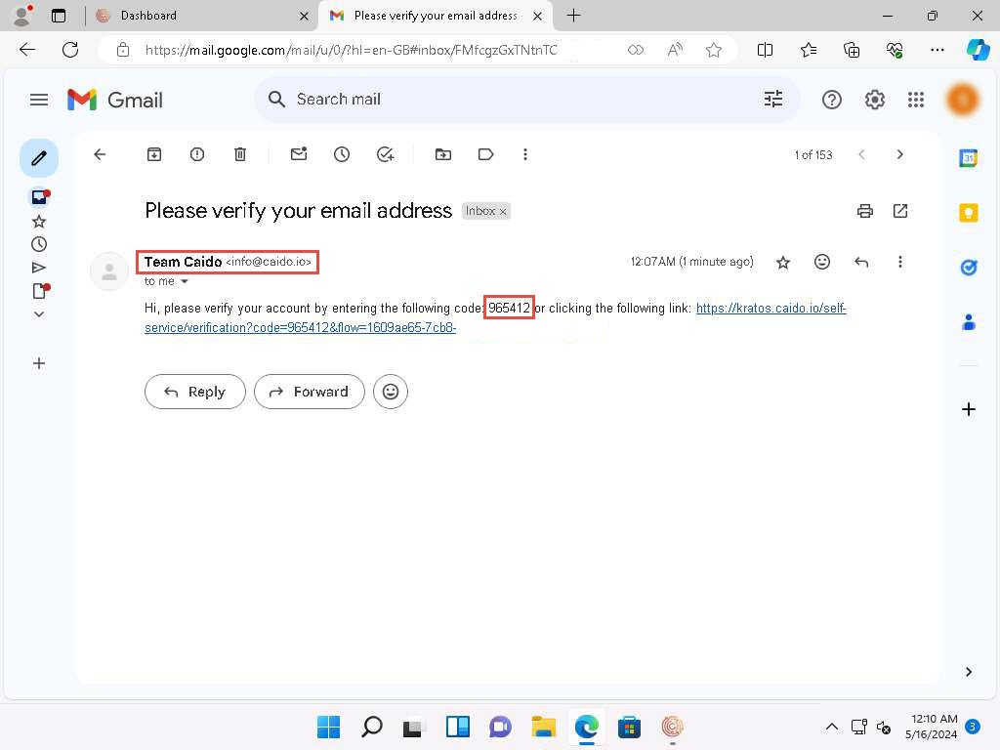 Dashboard
Please verify your email address
https://mail.google.com/mail/u/0/?hl=en-GB#inbox/FMfcgzGxTNtnTC
Gmail
Search mail
1 of 153
Please verify your email address
Inbox ×
Team Caido <info@caido.io>
12:07AM (1 minute ago)
to me
Hi, please verify your account by entering the following code: 965412 or clicking the following link: https://kratos.caido.io/self-
service/verification?code=965412&flow=1609ae65-7cb8-
Reply
Forward
31
12:10 AM
5/16/2024
3